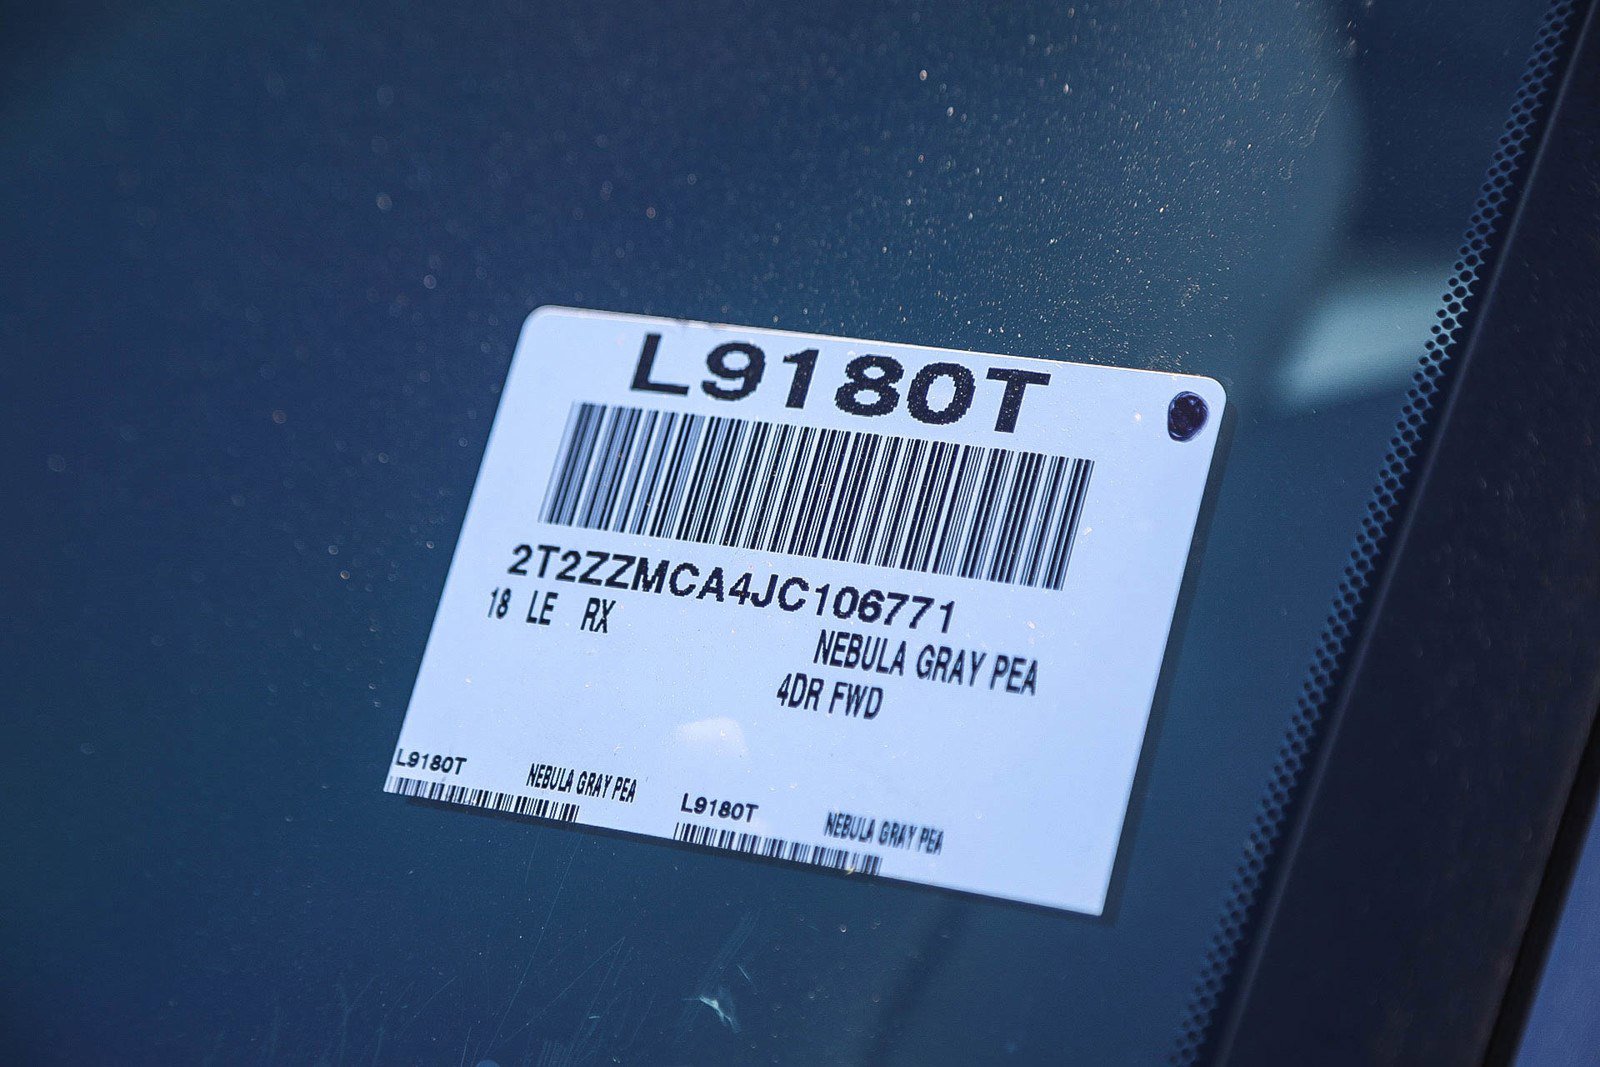 L9180T
2T2ZZMCA4JC106771
18 LE RX
NEBULA GRAY PEA
4DR FWD
L9180T NEBULA GRAY PEA
L9180T NEBULA GRAY PEA